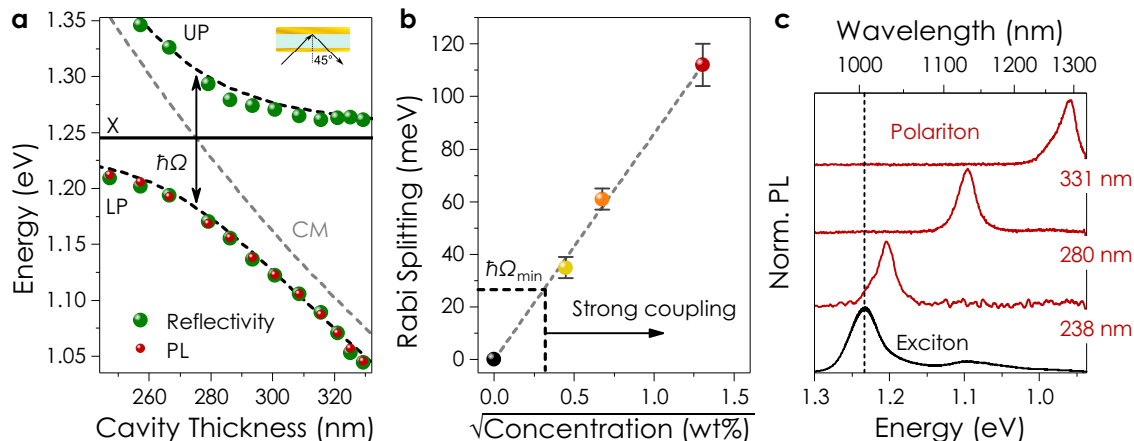 a
Energy (eV)
1.35
1.30
1.25
1.20
1.15
1.10
1.05
UP
45°
X
ħΩ
LP
CM
Reflectivity
PL
260
280
300
320
Cavity Thickness (nm)
b
Rabi Splitting (meV)
120
100
80
60
40
20
0
ħΩmin
Strong coupling
0.0
0.5
1.0
1.5
√Concentration (wt%)
c
Wavelength (nm)
1000
1100
1200
1300
Norm. PL
Polariton
331 nm
280 nm
238 nm
Exciton
1.3
1.2
1.1
1.0
Energy (eV)